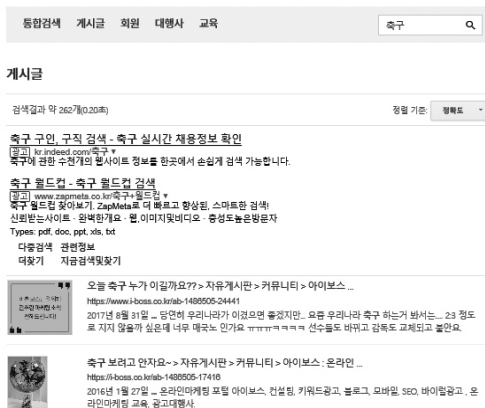 통합검색 게시글 회원 대행사 교육
축구
게시글
검색결과 약 262개(0.20초)
정렬 기준: 정확도
축구 구인, 구직 검색 - 축구 실시간 채용정보 확인
광고 kr.indeed.com/축구 ▾
축구에 관한 수천개의 웹사이트 정보를 한곳에서 손쉽게 검색 가능합니다.
축구 월드컵 - 축구 월드컵 검색
광고 www.zapmeta.co.kr/축구+월드컵 ▾
축구 월드컵 찾아보기. ZapMeta로 더 빠르고 향상된, 스마트한 검색!
신뢰받는사이트 · 완벽한개요 · 웹,이미지및비디오 · 충성도높은방문자
Types: pdf, doc, ppt, xls, txt
다중검색 관련정보
더찾기 지금검색및찾기
오늘 축구 누가 이길까요?? > 자유게시판 > 커뮤니티 > 아이보스 ...
https://www.i-boss.co.kr/ab-1486505-24441
2017년 8월 31일 ... 당연히 우리나라가 이겼으면 좋겠지만.. 요즘 우리나라 축구 하는거 봐서는.... 2:3 정도
로 지지 않을까 싶은데 너무 매국노 인가요 ㅠㅠㅠㅋㅋㅋㅋ 선수들도 바뀌고 감독도 교체되고 불안요.
축구 보려고 안자요~ > 자유게시판 > 커뮤니티 > 아이보스 : 온라인 ...
https://i-boss.co.kr/ab-1486505-17416
2016년 1월 27일 ... 온라인마케팅 포털 아이보스, 컨설팅, 키워드광고, 블로그, 모바일, SEO, 바이럴광고 , 온
라인마케팅 교육, 광고대행사.